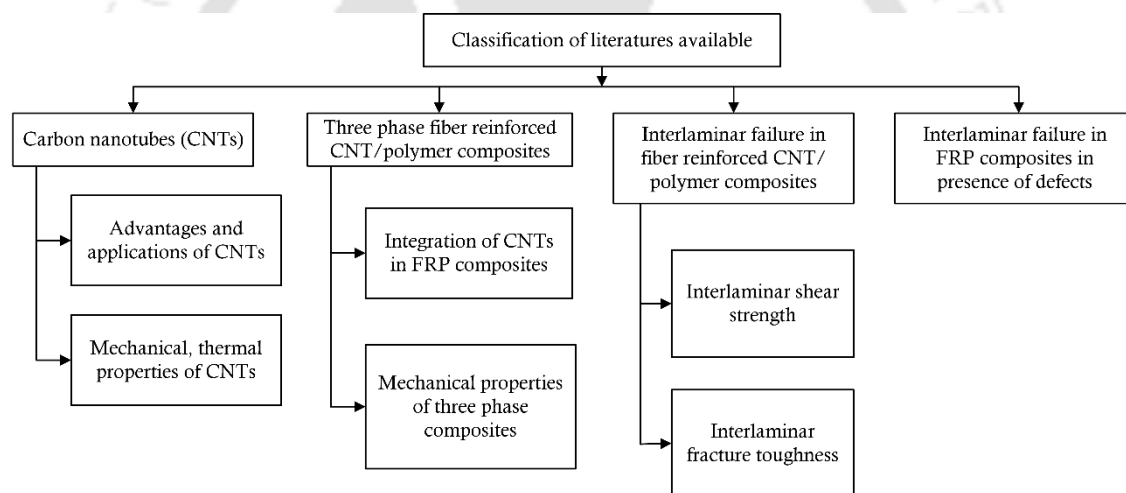 Classification of literatures available
Carbon nanotubes (CNTs)
Advantages and
applications of CNTs
Mechanical, thermal
properties of CNTs
Three phase fiber reinforced
CNT/polymer composites
Integration of CNTs
in FRP composites
Mechanical properties
of three phase
composites
Interlaminar failure in
fiber reinforced CNT/
polymer composites
Interlaminar shear
strength
Interlaminar
fracture toughness
Interlaminar failure in
FRP composites in
presence of defects